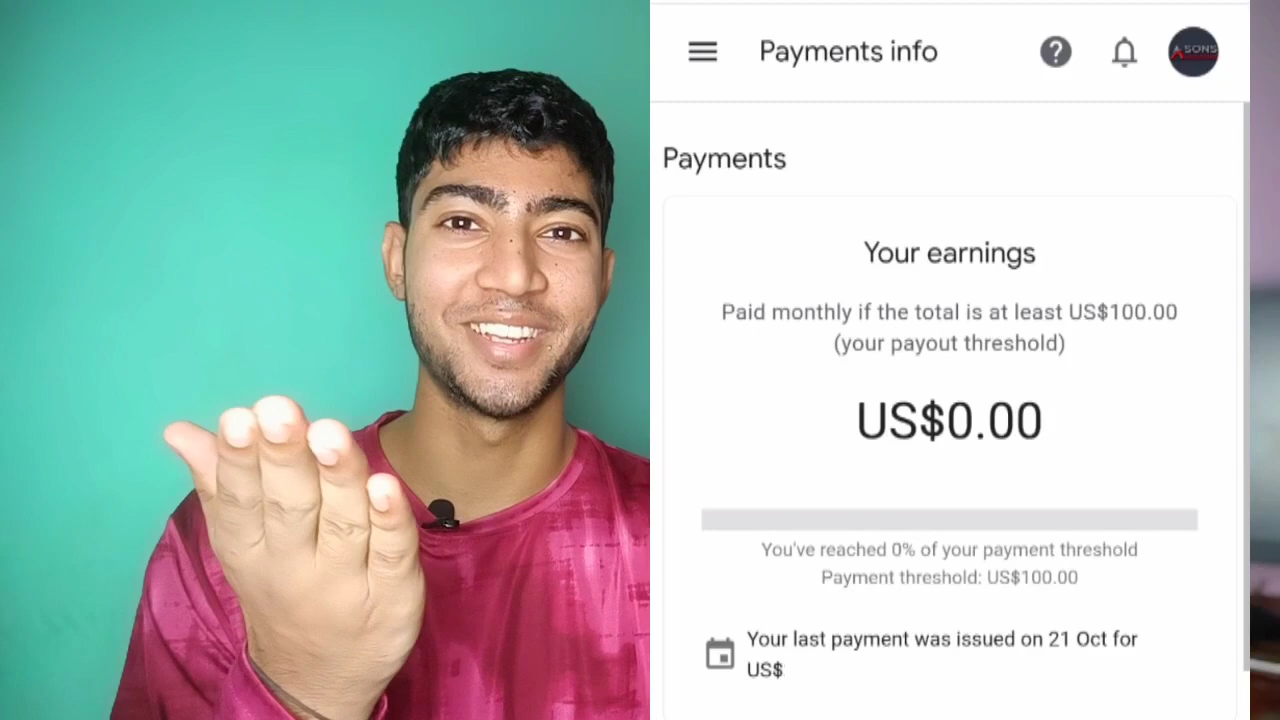 Payments info
A SONS
Payments
Your earnings
Paid monthly if the total is at least US$100.00
(your payout threshold)
US$0.00
You've reached 0% of your payment threshold
Payment threshold: US$100.00
Your last payment was issued on 21 Oct for
US$